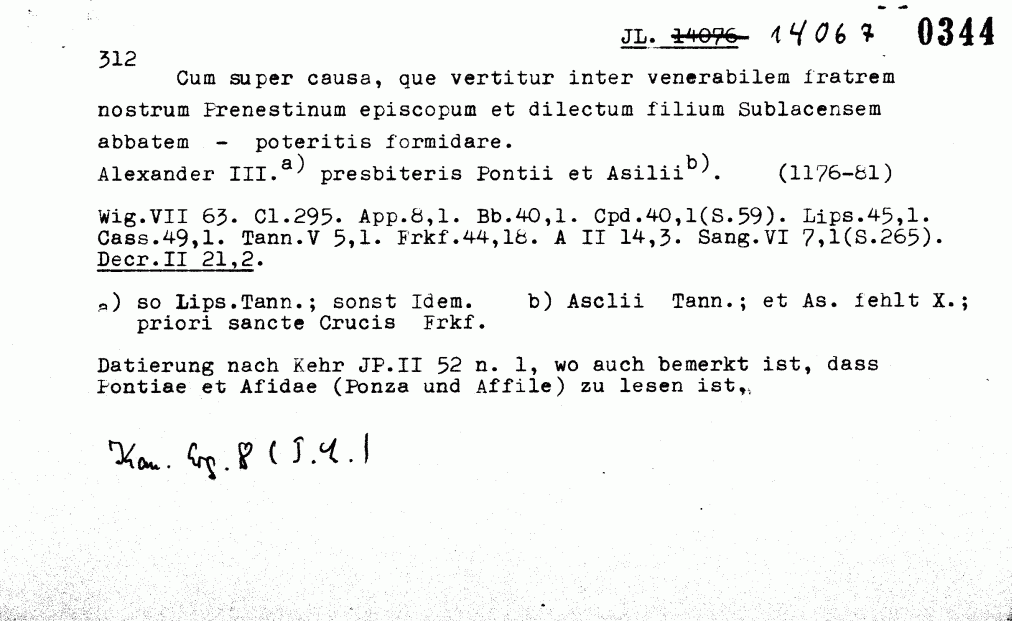 JL. 14076 14067 0344
312
Cum super causa, que vertitur inter venerabilem fratrem
nostrum Prenestinum episcopum et dilectum filium Sublacensem
abbatem - poteritis formidare.
Alexander III.a) presbiteris Pontii et Asiliib). (1176-81)
Wig.VII 63. Cl.295. App.8,1. Bb.40,1. Cpd.40,1(S.59). Lips.45,1.
Cass.49,1. Tann.V 5,1. Frkf.44,18. A II 14,3. Sang.VI 7,1(S.265).
Decr.II 21,2.
a) so Lips.Tann.; sonst Idem. b) Asclii Tann.; et As. fehlt X.;
priori sancte Crucis Frkf.
Datierung nach Kehr JP.II 52 n. 1, wo auch bemerkt ist, dass
Pontiae et Afidae (Ponza und Affile) zu lesen ist,
Kan. Erg. 8